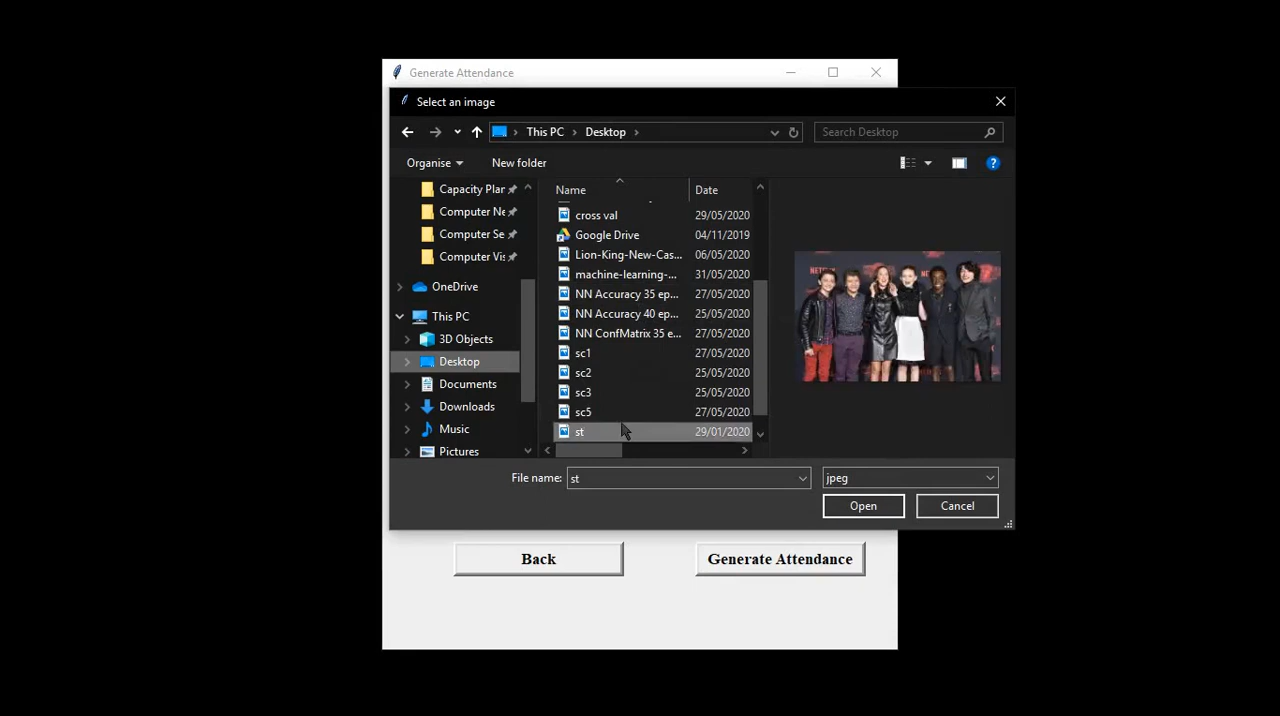 Generate Attendance
Select an image
This PC
Desktop
Search Desktop
Organise
New folder
Name
Date
Capacity Plar
Computer Ne
Computer Se
Computer Vis
OneDrive
This PC
3D Objects
Desktop
Documents
Downloads
Music
Pictures
cross val 29/05/2020
Google Drive 04/11/2019
Lion-King-New-Cas... 06/05/2020
machine-learning-... 31/05/2020
NN Accuracy 35 ep... 27/05/2020
NN Accuracy 40 ep... 25/05/2020
NN ConfMatrix 35 e... 27/05/2020
sc1 27/05/2020
sc2 25/05/2020
sc3 25/05/2020
sc5 27/05/2020
st 29/01/2020
File name: st
jpeg
Open
Cancel
Back
Generate Attendance